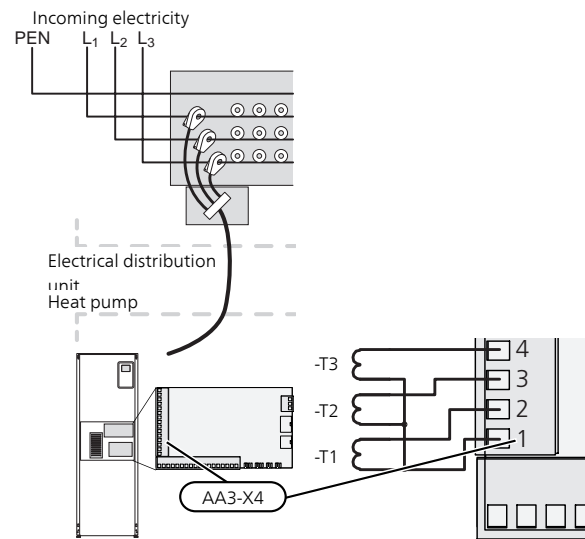 Incoming electricity
PEN L1 L2 L3
Electrical distribution
unit
Heat pump
-T3
-T2
-T1
4
3
2
1
AA3-X4